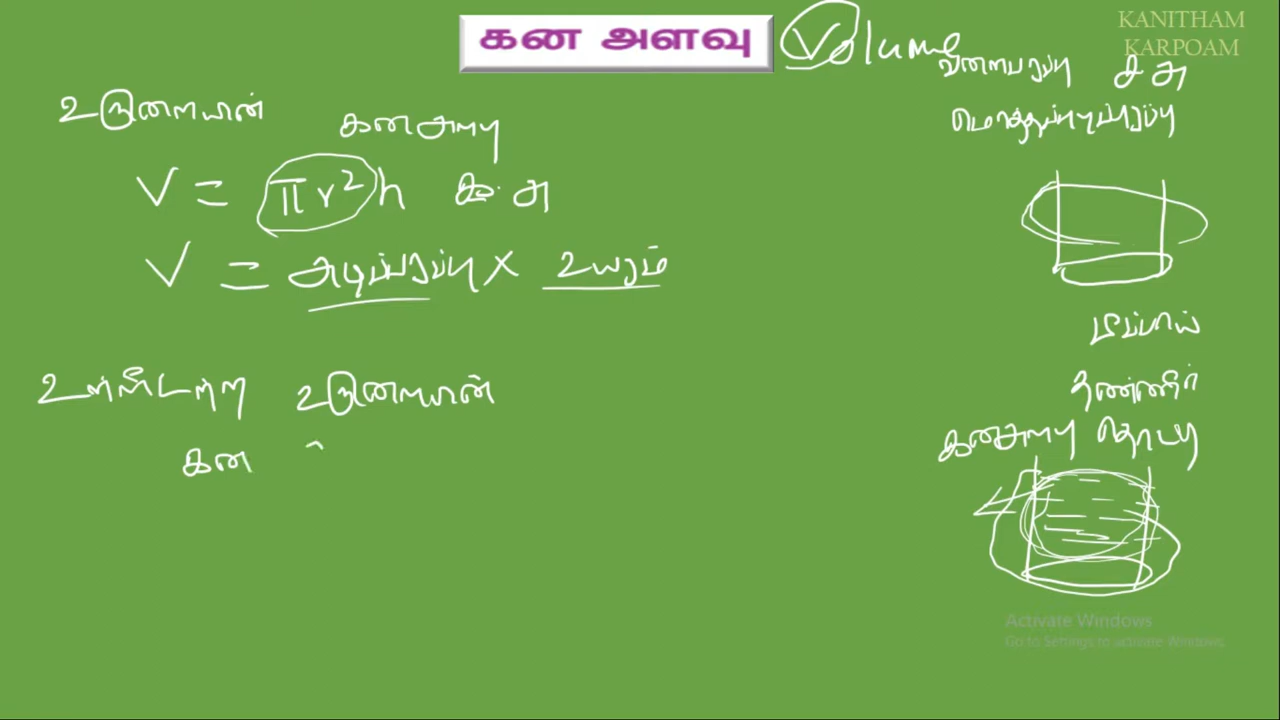 கன அளவு Volume
KANITHAM
KARPOAM
வளைபரப்பு ச அ
மொத்தப்புறப்பரப்பு
உருளையின்
கனஅளவு
V = πr²h க. அ
V = அடிப்பரப்பு × உயரம்
தண்ணீர்
கனஅளவு
உள்ளீடற்ற உருளையின்
கன
Activate Windows
Go to Settings to activate Windows.